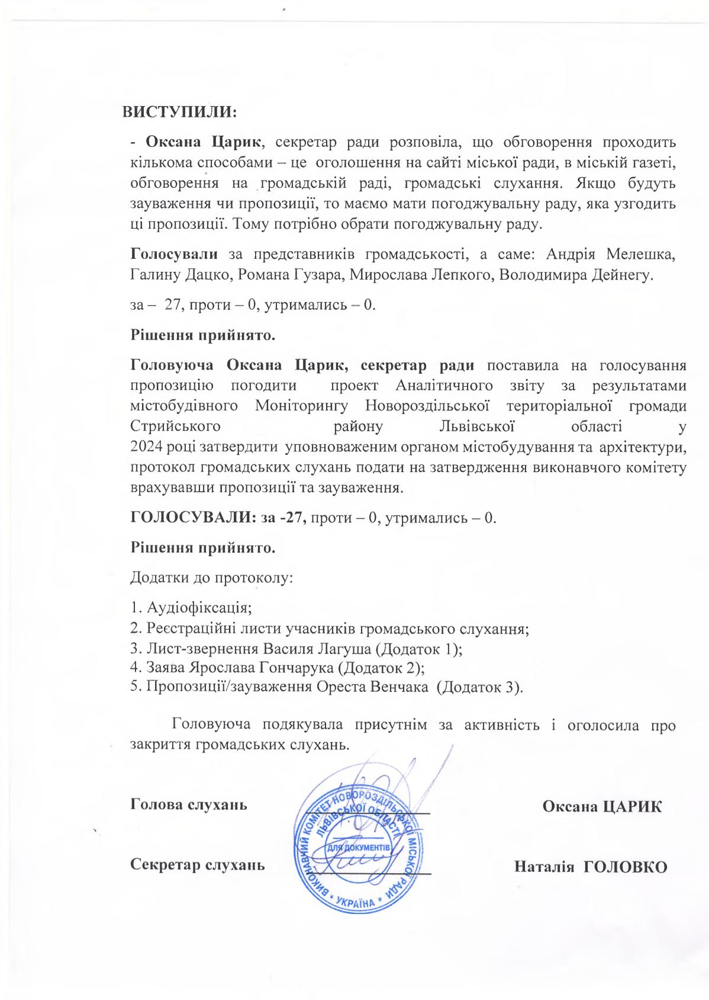 ВИСТУПИЛИ:
- Оксана Царик, секретар ради розповіла, що обговорення проходить
кількома способами – це оголошення на сайті міської ради, в міській газеті,
обговорення на громадській раді, громадські слухання. Якщо будуть
зауваження чи пропозиції, то маємо мати погоджувальну раду, яка узгодить
ці пропозиції. Тому потрібно обрати погоджувальну раду.
Голосували за представників громадськості, а саме: Андрія Мелешка,
Галину Дацко, Романа Гузара, Мирослава Лепкого, Володимира Дейнегу.
за – 27, проти – 0, утримались – 0.
Рішення прийнято.
Головуюча Оксана Царик, секретар ради поставила на голосування
пропозицію погодити проект Аналітичного звіту за результатами
містобудівного Моніторингу Новороздільської територіальної громади
Стрийського району Львівської області у
2024 році затвердити уповноваженим органом містобудування та архітектури,
протокол громадських слухань подати на затвердження виконавчого комітету
врахувавши пропозиції та зауваження.
ГОЛОСУВАЛИ: за -27, проти – 0, утримались – 0.
Рішення прийнято.
Додатки до протоколу:
1. Аудіофіксація;
2. Реєстраційні листи учасників громадського слухання;
3. Лист-звернення Василя Лагуша (Додаток 1);
4. Заява Ярослава Гончарука (Додаток 2);
5. Пропозиції/зауваження Ореста Венчака (Додаток 3).
Головуюча подякувала присутнім за активність і оголосила про
закриття громадських слухань.
Голова слухань Оксана ЦАРИК
ВИКОНАВЧИЙ КОМІТЕТ НОВОРОЗДІЛЬСЬКОЇ МІСЬКОЇ РАДИ
ЛЬВІВСЬКОЇ ОБЛАСТІ
ДЛЯ ДОКУМЕНТІВ
* УКРАЇНА *
Секретар слухань Наталія ГОЛОВКО